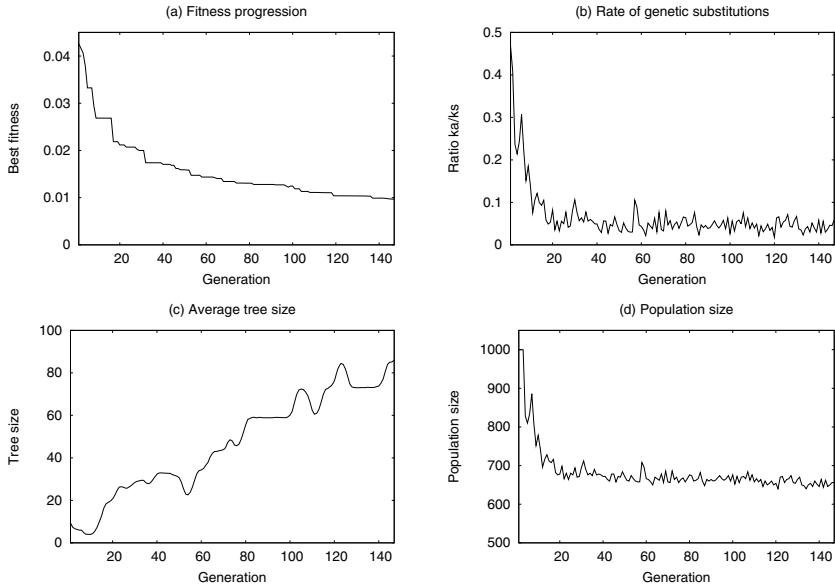 (a) Fitness progression
0.04
0.03
0.02
0.01
0
Best fitness
20 40 60 80 100 120 140
Generation
(b) Rate of genetic substitutions
0.5
0.4
0.3
0.2
0.1
0
Ratio ka/ks
20 40 60 80 100 120 140
Generation
(c) Average tree size
100
80
60
40
20
0
Tree size
20 40 60 80 100 120 140
Generation
(d) Population size
1000
900
800
700
600
500
Population size
20 40 60 80 100 120 140
Generation